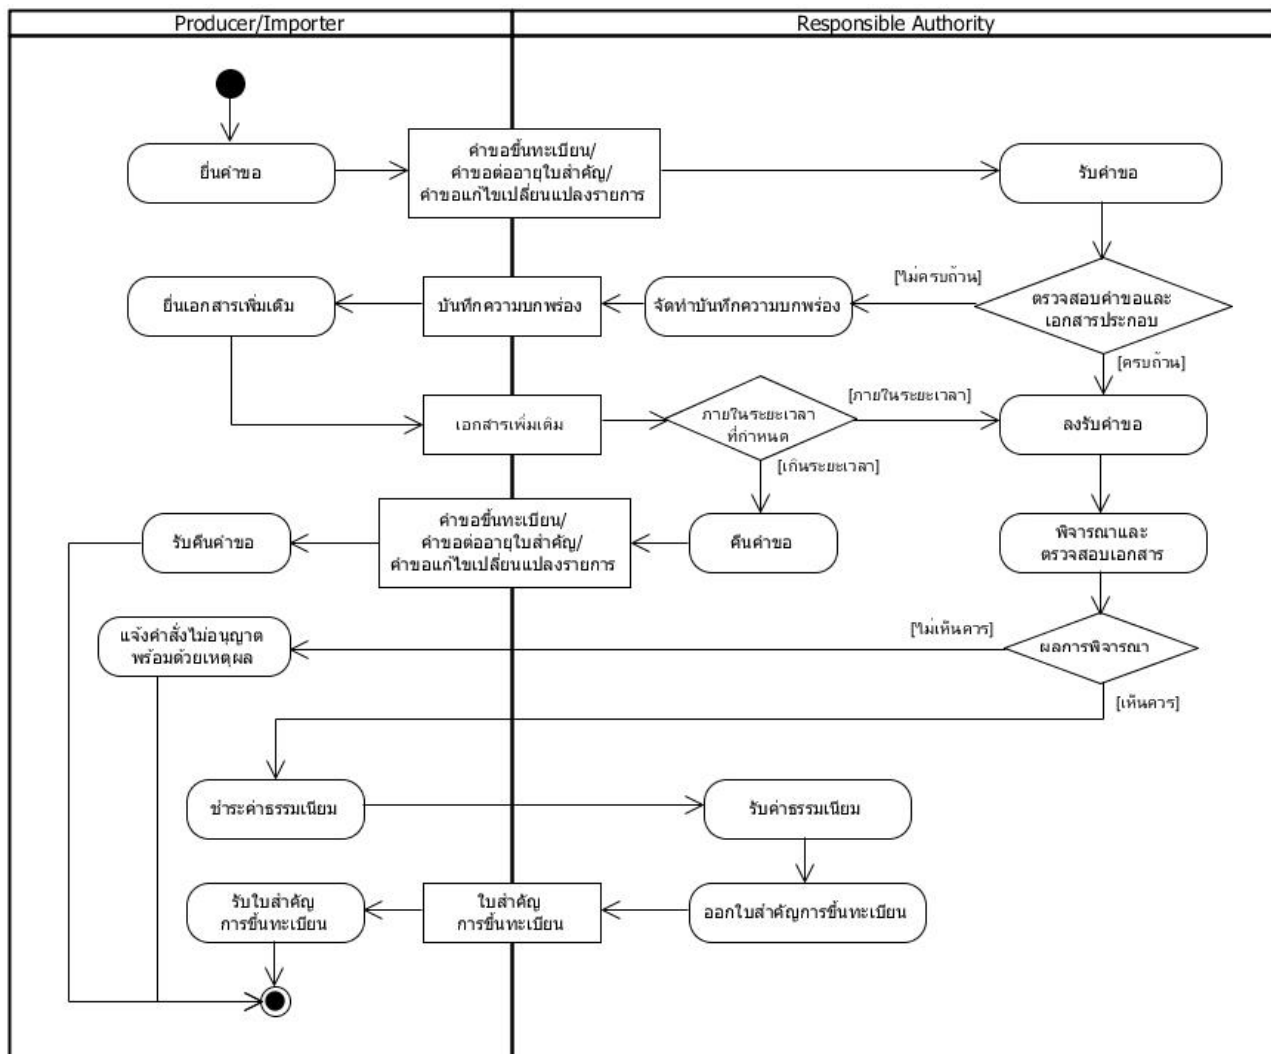 Producer/Importer
Responsible Authority
ยื่นคำขอ
คำขอขึ้นทะเบียน/
คำขอต่ออายุใบสำคัญ/
คำขอแก้ไขเปลี่ยนแปลงรายการ
รับคำขอ
ยื่นเอกสารเพิ่มเติม
บันทึกความบกพร่อง
จัดทำบันทึกความบกพร่อง
[ไม่ครบถ้วน]
ตรวจสอบคำขอและ
เอกสารประกอบ
[ครบถ้วน]
เอกสารเพิ่มเติม
ภายในระยะเวลา
ที่กำหนด
[ภายในระยะเวลา]
ลงรับคำขอ
[เกินระยะเวลา]
รับคืนคำขอ
คำขอขึ้นทะเบียน/
คำขอต่ออายุใบสำคัญ/
คำขอแก้ไขเปลี่ยนแปลงรายการ
คืนคำขอ
พิจารณาและ
ตรวจสอบเอกสาร
แจ้งคำสั่งไม่อนุญาต
พร้อมด้วยเหตุผล
[ไม่เห็นควร]
ผลการพิจารณา
[เห็นควร]
ชำระค่าธรรมเนียม
รับค่าธรรมเนียม
รับใบสำคัญ
การขึ้นทะเบียน
ใบสำคัญ
การขึ้นทะเบียน
ออกใบสำคัญการขึ้นทะเบียน